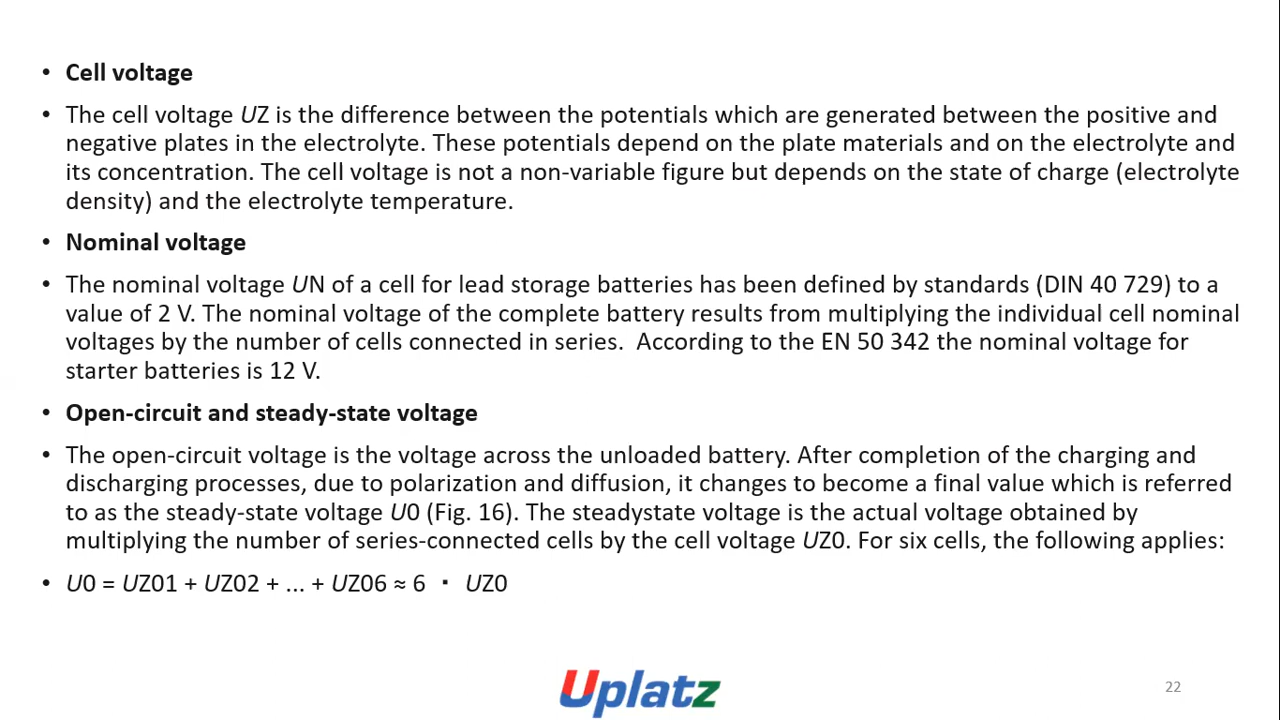 • Cell voltage
• The cell voltage UZ is the difference between the potentials which are generated between the positive and
negative plates in the electrolyte. These potentials depend on the plate materials and on the electrolyte and
its concentration. The cell voltage is not a non-variable figure but depends on the state of charge (electrolyte
density) and the electrolyte temperature.
• Nominal voltage
• The nominal voltage UN of a cell for lead storage batteries has been defined by standards (DIN 40 729) to a
value of 2 V. The nominal voltage of the complete battery results from multiplying the individual cell nominal
voltages by the number of cells connected in series.  According to the EN 50 342 the nominal voltage for
starter batteries is 12 V.
• Open-circuit and steady-state voltage
• The open-circuit voltage is the voltage across the unloaded battery. After completion of the charging and
discharging processes, due to polarization and diffusion, it changes to become a final value which is referred
to as the steady-state voltage U0 (Fig. 16). The steadystate voltage is the actual voltage obtained by
multiplying the number of series-connected cells by the cell voltage UZ0. For six cells, the following applies:
• U0 = UZ01 + UZ02 + ... + UZ06 ≈ 6 · UZ0
Uplatz
22